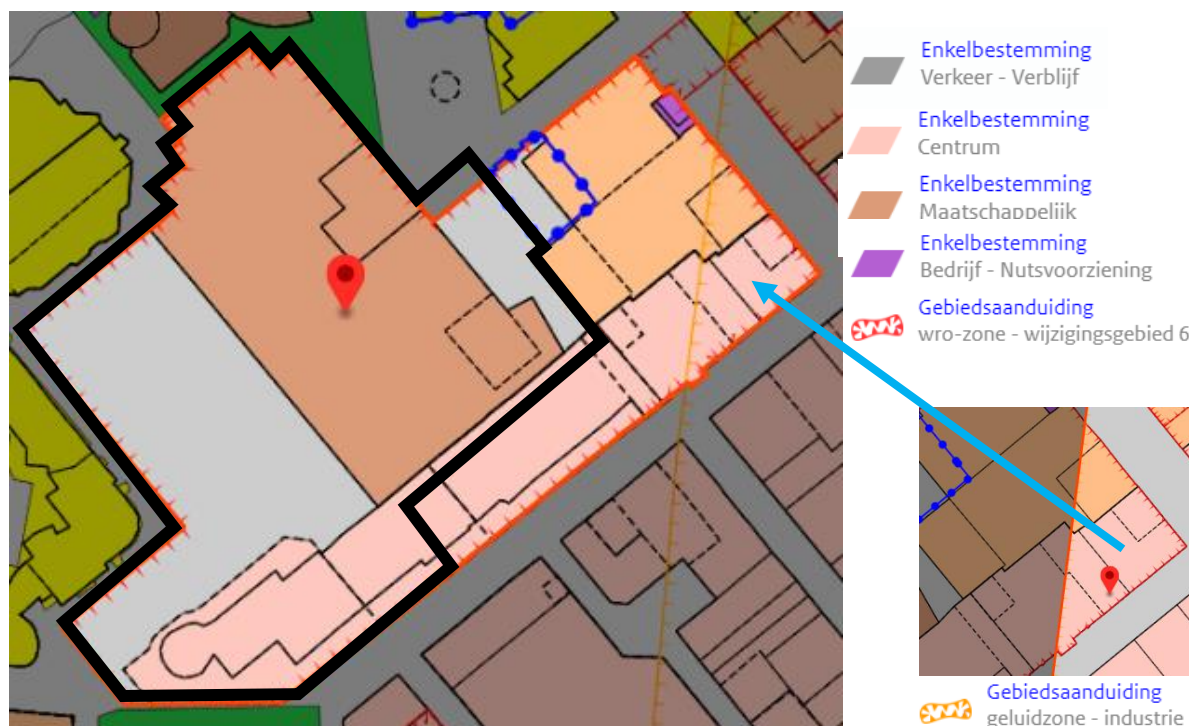 Enkelbestemming
Verkeer - Verblijf
Enkelbestemming
Centrum
Enkelbestemming
Maatschappelijk
Enkelbestemming
Bedrijf - Nutsvoorziening
Gebiedsaanduiding
wro-zone - wijzigingsgebied 6
Gebiedsaanduiding
geluidzone - industrie